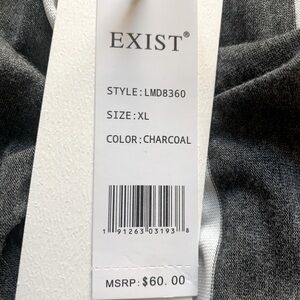 EXIST®
STYLE:LMD8360
SIZE:XL
COLOR:CHARCOAL
1 91263 03193 8
MSRP:$60.00